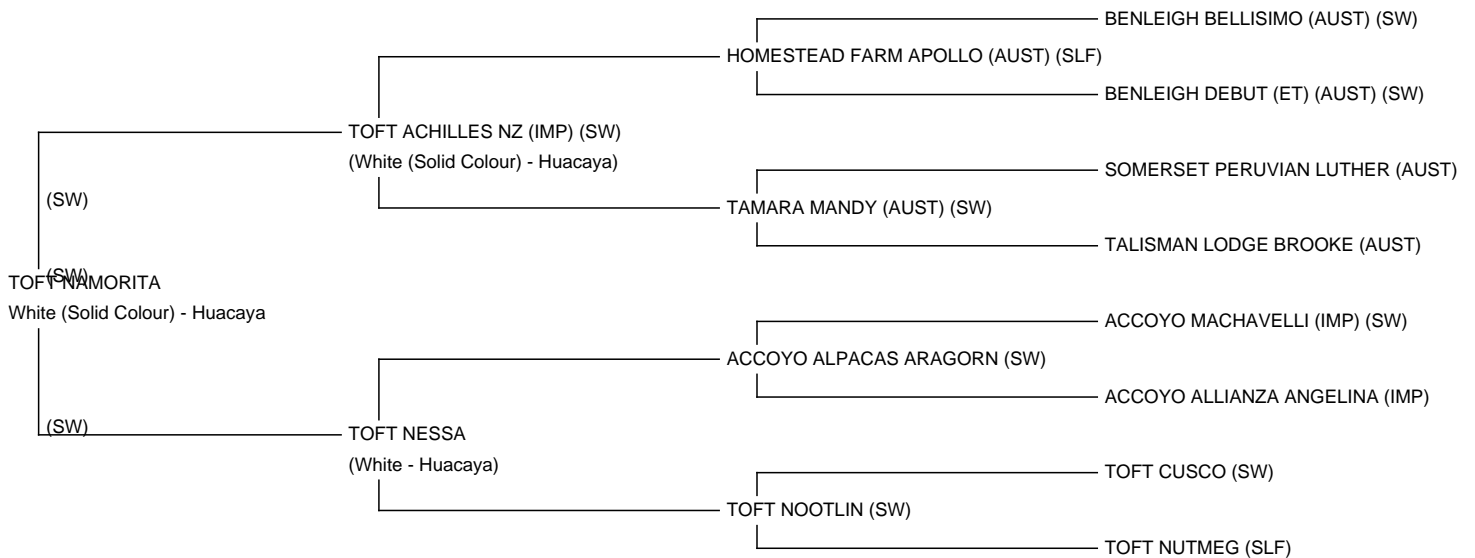 BENLEIGH BELLISIMO (AUST) (SW)
HOMESTEAD FARM APOLLO (AUST) (SLF)
BENLEIGH DEBUT (ET) (AUST) (SW)
TOFT ACHILLES NZ (IMP) (SW)
(White (Solid Colour) - Huacaya)
SOMERSET PERUVIAN LUTHER (AUST)
(SW)
TAMARA MANDY (AUST) (SW)
TALISMAN LODGE BROOKE (AUST)
(SW)
TOFT NAMORITA
White (Solid Colour) - Huacaya
ACCOYO MACHAVELLI (IMP) (SW)
ACCOYO ALPACAS ARAGORN (SW)
ACCOYO ALLIANZA ANGELINA (IMP)
(SW)
TOFT NESSA
(White - Huacaya)
TOFT CUSCO (SW)
TOFT NOOTLIN (SW)
TOFT NUTMEG (SLF)